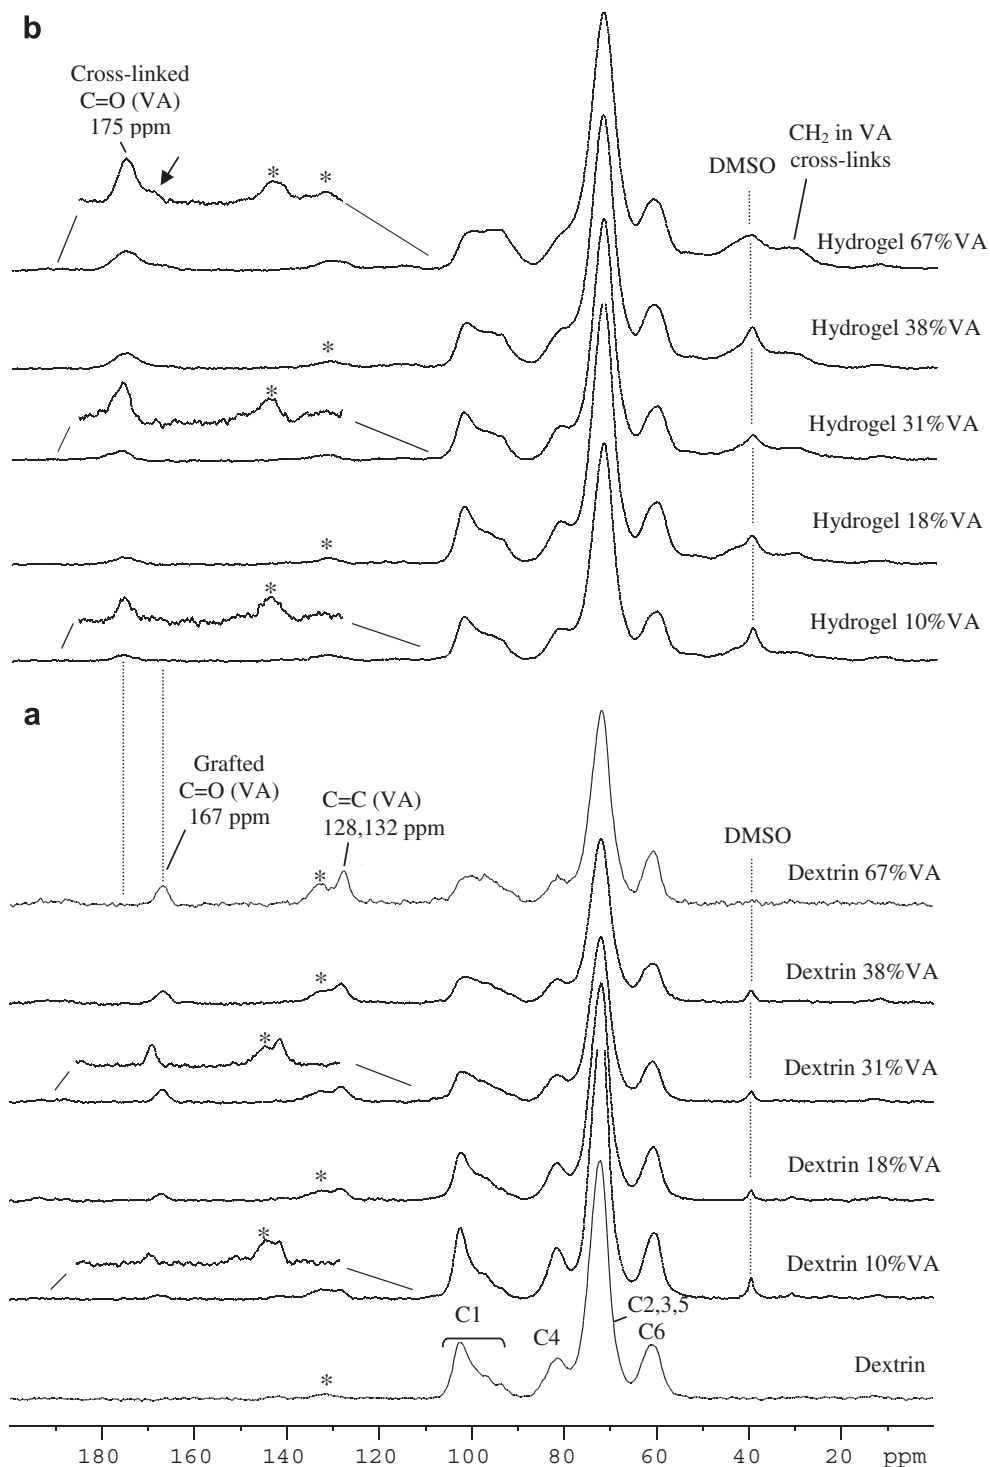 b
Cross-linked
C=O (VA)
175 ppm
*
*
DMSO
CH2 in VA
cross-links
Hydrogel 67%VA
*
Hydrogel 38%VA
*
Hydrogel 31%VA
*
Hydrogel 18%VA
*
Hydrogel 10%VA
a
Grafted
C=O (VA)
167 ppm
C=C (VA)
128,132 ppm
DMSO
*
Dextrin 67%VA
*
Dextrin 38%VA
*
Dextrin 31%VA
*
Dextrin 18%VA
*
Dextrin 10%VA
C1
C4
C2,3,5
C6
*
Dextrin
180 160 140 120 100 80 60 40 20 ppm